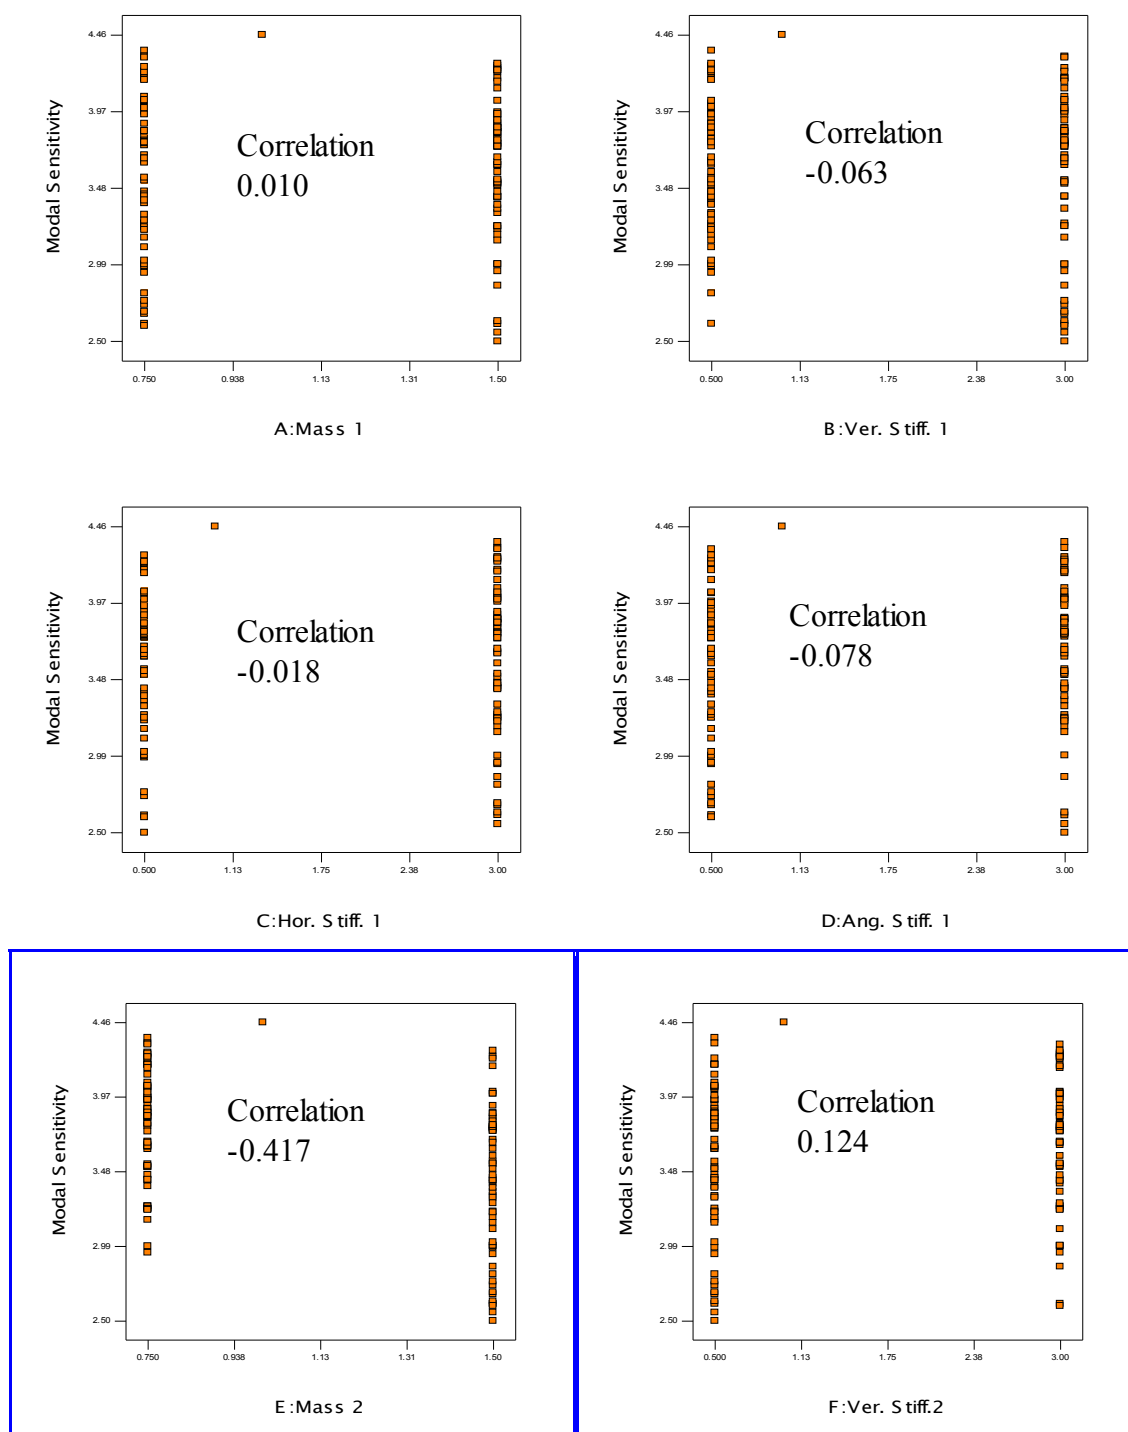 4.46
3.97
3.48
2.99
2.50
Modal Sensitivity
Correlation
0.010
0.750 0.938 1.13 1.31 1.50
A:Mass 1
4.46
3.97
3.48
2.99
2.50
Modal Sensitivity
Correlation
-0.063
0.500 1.13 1.75 2.38 3.00
B:Ver. Stiff. 1
4.46
3.97
3.48
2.99
2.50
Modal Sensitivity
Correlation
-0.018
0.500 1.13 1.75 2.38 3.00
C:Hor. Stiff. 1
4.46
3.97
3.48
2.99
2.50
Modal Sensitivity
Correlation
-0.078
0.500 1.13 1.75 2.38 3.00
D:Ang. Stiff. 1
4.46
3.97
3.48
2.99
2.50
Modal Sensitivity
Correlation
-0.417
0.750 0.938 1.13 1.31 1.50
E:Mass 2
4.46
3.97
3.48
2.99
2.50
Modal Sensitivity
Correlation
0.124
0.500 1.13 1.75 2.38 3.00
F:Ver. Stiff.2